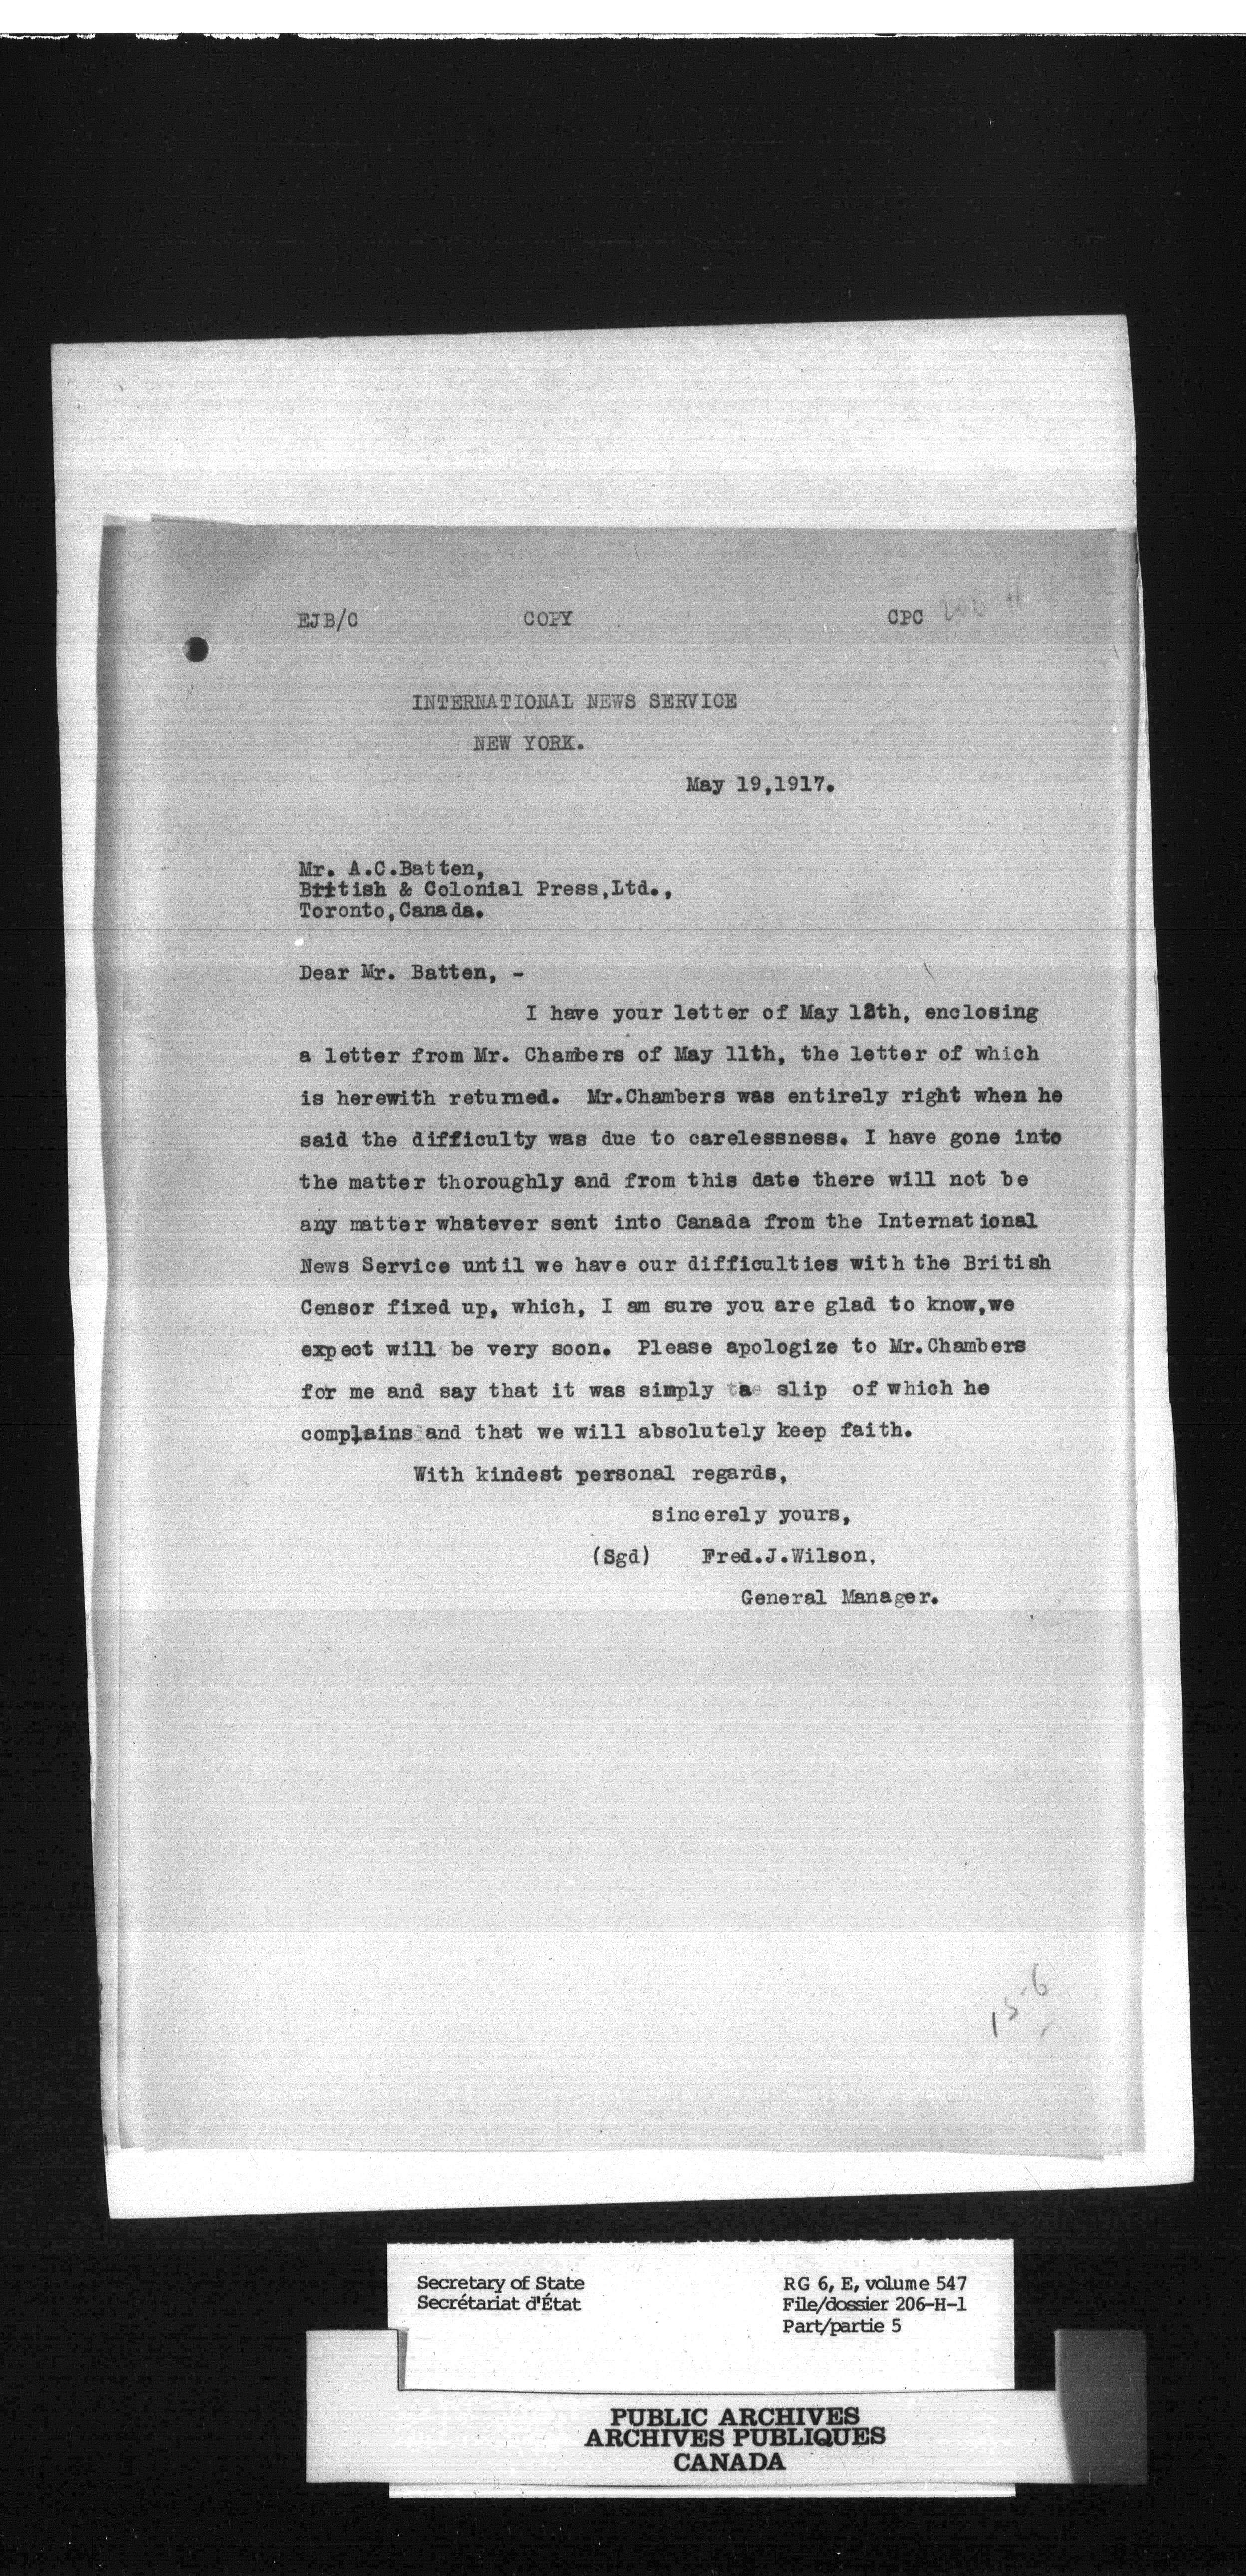 EJB/C COPY CPC
INTERNATIONAL NEWS SERVICE
NEW YORK.
May 19,1917.
Mr. A.C.Batten,
British & Colonial Press,Ltd.,
Toronto,Canada.
Dear Mr. Batten, -
I have your letter of May 12th, enclosing
a letter from Mr. Chambers of May 11th, the letter of which
is herewith returned. Mr.Chambers was entirely right when he
said the difficulty was due to carelessness. I have gone into
the matter thoroughly and from this date there will not be
any matter whatever sent into Canada from the International
News Service until we have our difficulties with the British
Censor fixed up, which, I am sure you are glad to know,we
expect will be very soon. Please apologize to Mr.Chambers
for me and say that it was simply a slip of which he
complains and that we will absolutely keep faith.
With kindest personal regards,
sincerely yours,
(Sgd) Fred.J.Wilson,
General Manager.
156
Secretary of State RG 6, E, volume 547
Secrétariat d'État File/dossier 206-H-1
Part/partie 5
PUBLIC ARCHIVES
ARCHIVES PUBLIQUES
CANADA